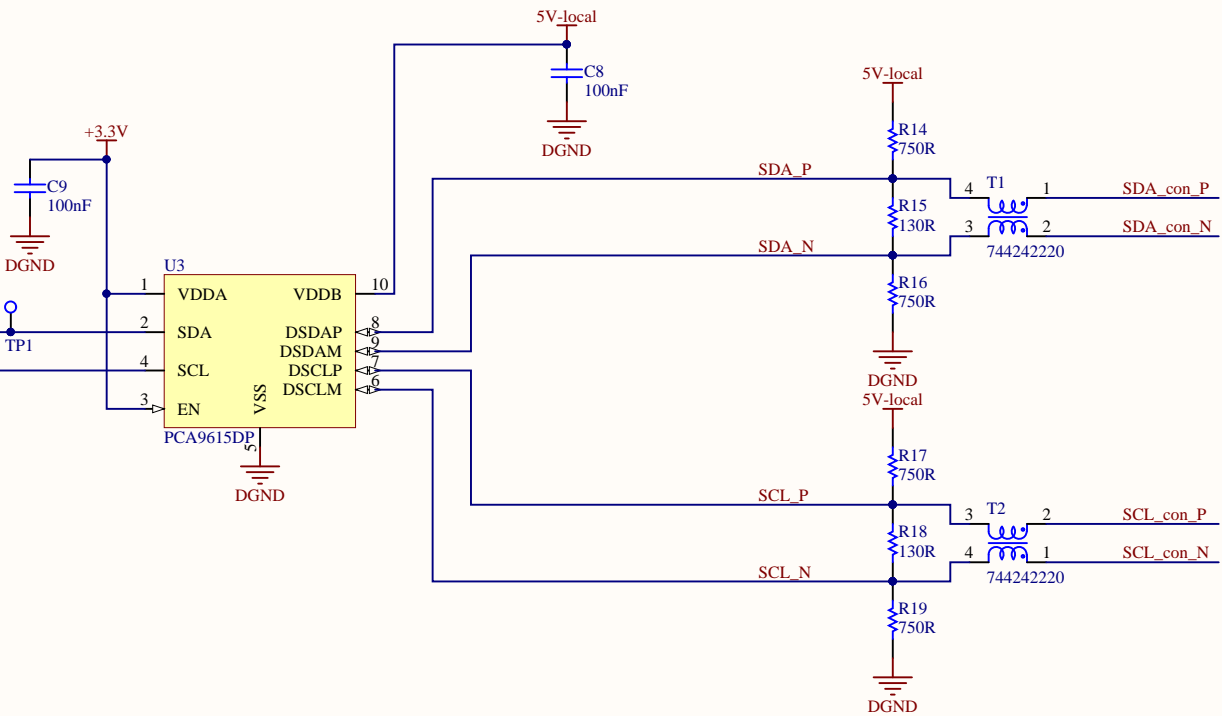 5V-local
C8
100nF
DGND
+3.3V
C9
100nF
DGND
U3
1
VDDA
VDDB
10
2
SDA
DSDAP
8
TP1
DSDAM
9
4
SCL
DSCLP
7
DSCLM
6
3
EN
VSS
PCA9615DP
5
DGND
5V-local
R14
750R
SDA_P
R15
130R
SDA_N
R16
750R
DGND
4
T1
1
SDA_con_P
3
2
SDA_con_N
744242220
5V-local
R17
750R
SCL_P
R18
130R
SCL_N
R19
750R
DGND
3
T2
2
SCL_con_P
4
1
SCL_con_N
744242220